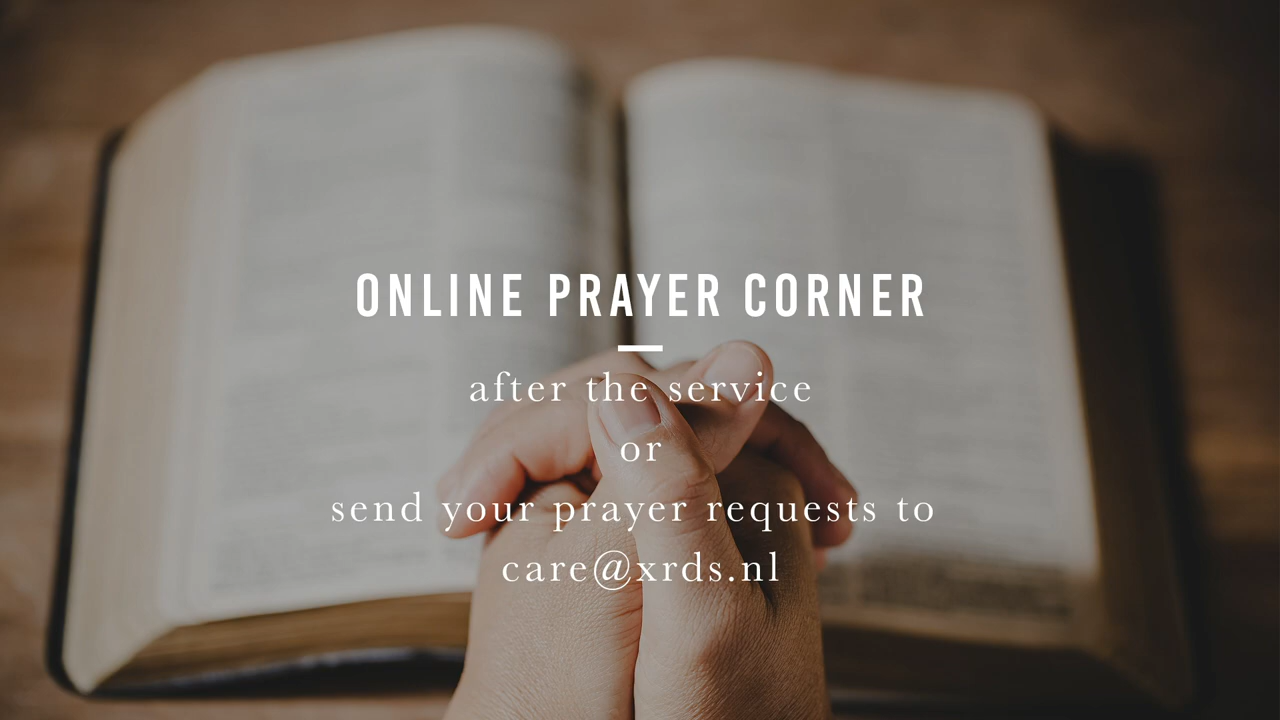 ONLINE PRAYER CORNER
after the service
or
send your prayer requests to
care@xrds.nl